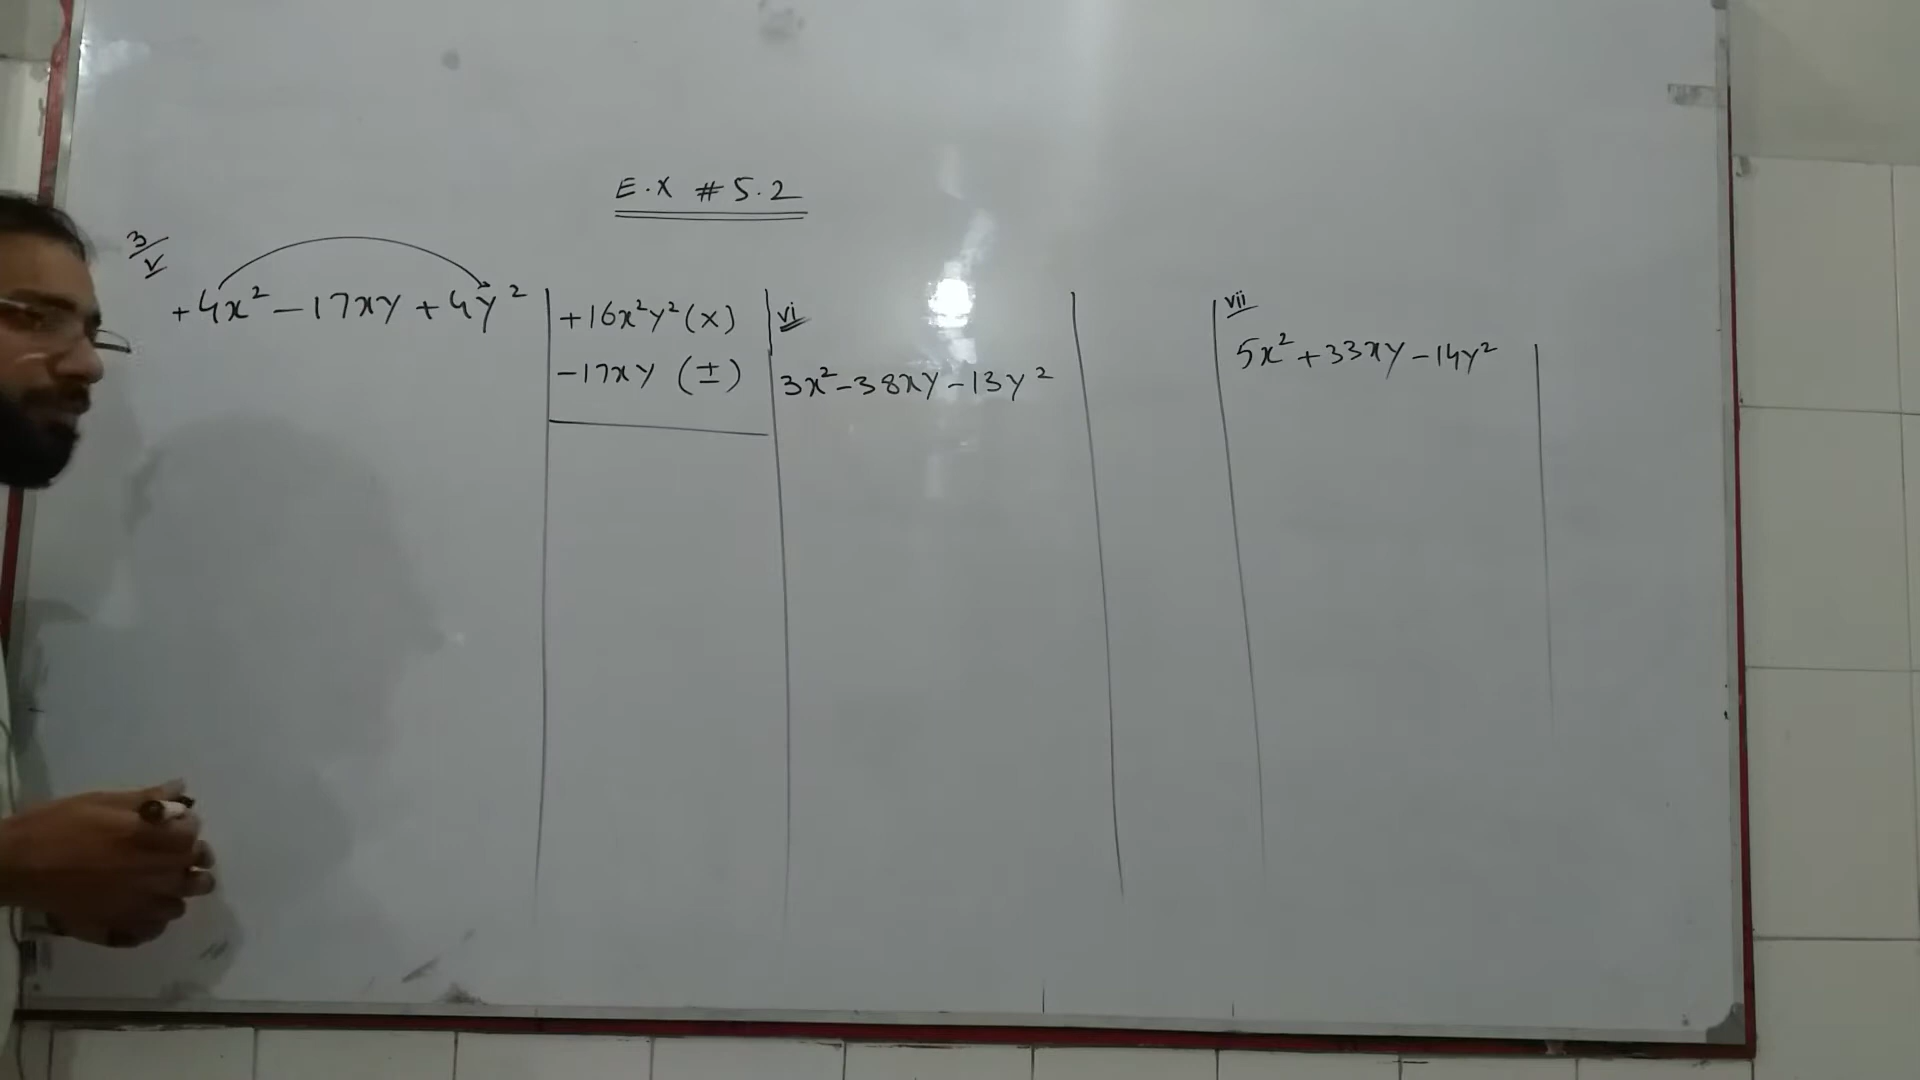 E.X # 5.2
3/v
+4x² - 17xy + 4y²
+16x²y² (x)
-17xy (±)
vi
3x² - 38xy - 13y²
vii
5x² + 33xy - 14y²